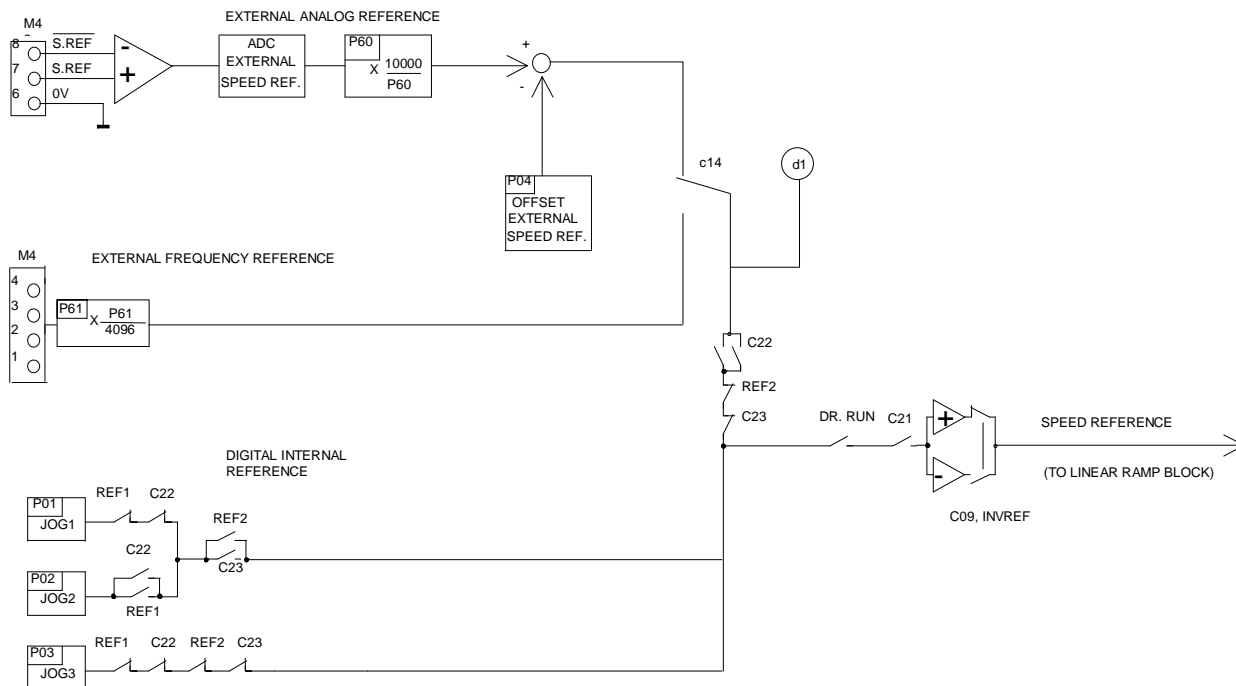 EXTERNAL ANALOG REFERENCE
M4
8 S.REF
7 S.REF
6 0V
-
+
ADC
EXTERNAL
SPEED REF.
P60
X 10000
P60
+
-
P04
OFFSET
EXTERNAL
SPEED REF.
c14
d1
M4
EXTERNAL FREQUENCY REFERENCE
4
3
2
1
P61
X P61
4096
C22
REF2
C23
DR. RUN
C21
+
-
SPEED REFERENCE
(TO LINEAR RAMP BLOCK)
C09, INVREF
DIGITAL INTERNAL
REFERENCE
P01
JOG1
REF1
C22
REF2
C23
P02
JOG2
C22
REF1
P03
JOG3
REF1
C22
REF2
C23